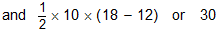 and  1/2 × 10 × (18 − 12)  or  30